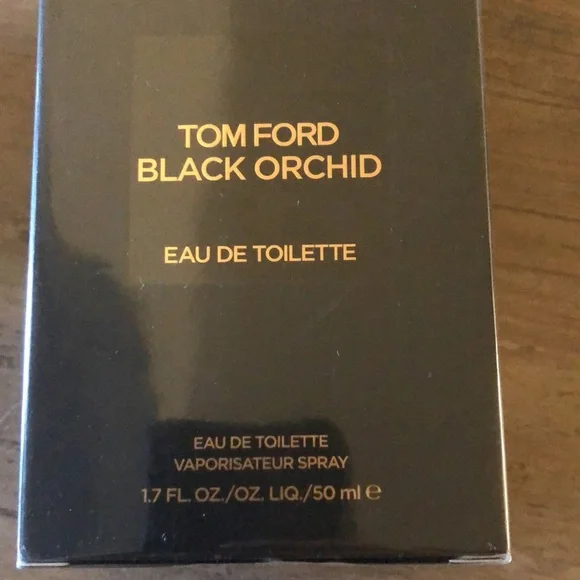 TOM FORD
BLACK ORCHID
EAU DE TOILETTE
EAU DE TOILETTE
VAPORISATEUR SPRAY
1.7 FL. OZ./OZ. LIQ./50 ml ℮